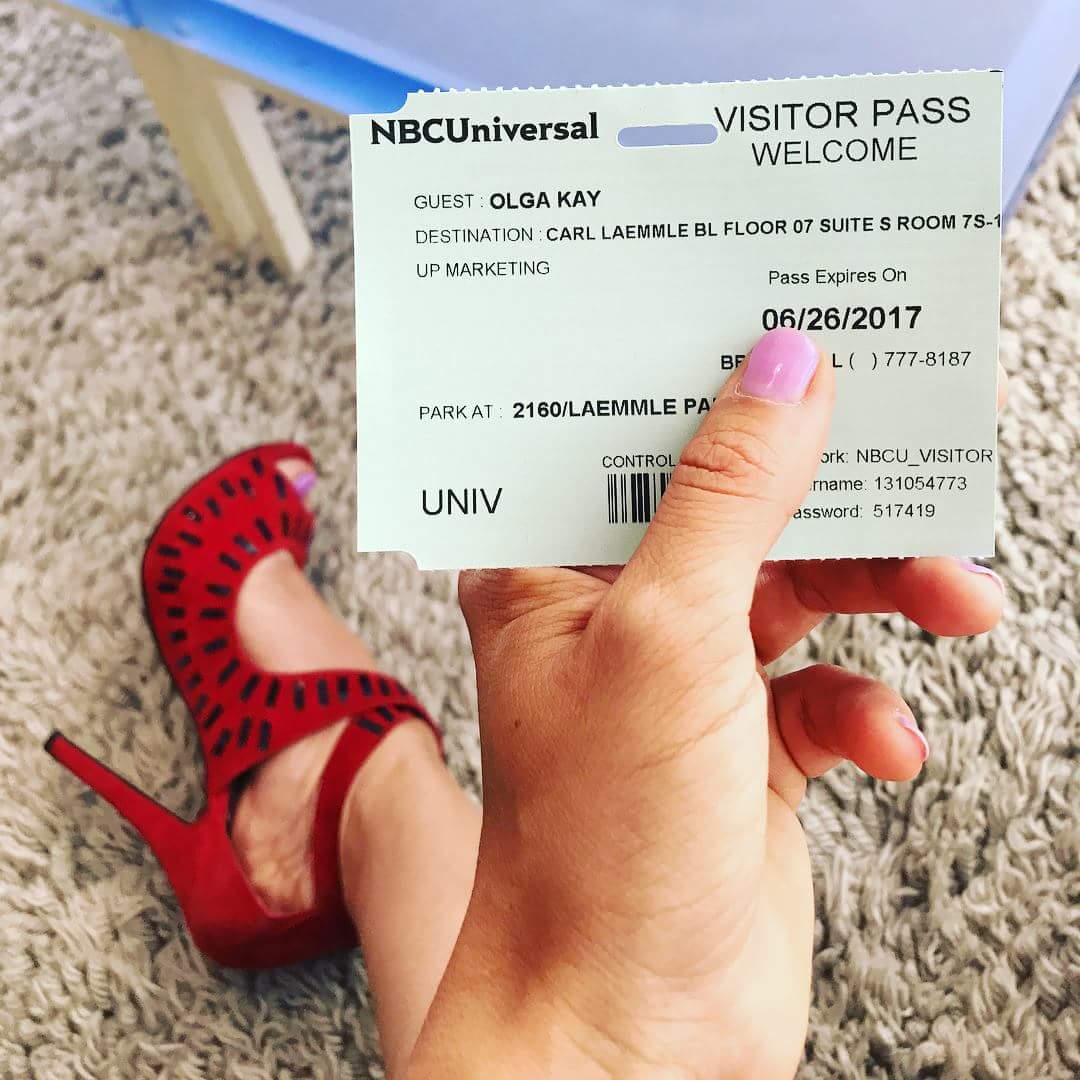 NBCUniversal
VISITOR PASS
WELCOME
GUEST : OLGA KAY
DESTINATION : CARL LAEMMLE BL FLOOR 07 SUITE S ROOM 7S-1
UP MARKETING
Pass Expires On
06/26/2017
( ) 777-8187
PARK AT : 2160/LAEMMLE
CONTROL
NBCU_VISITOR
131054773
517419
UNIV